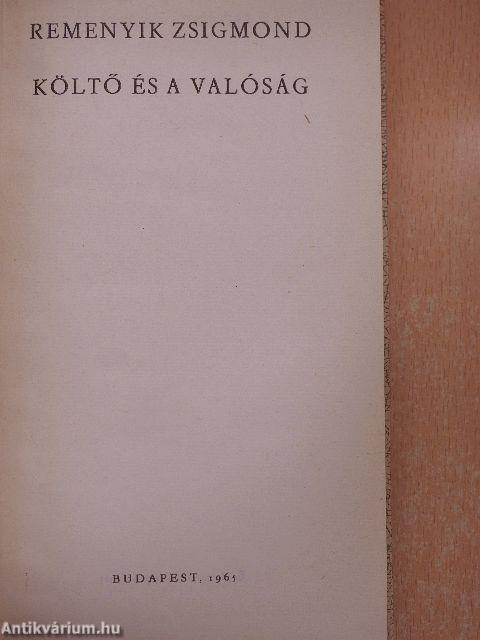 REMENYIK ZSIGMOND
KÖLTŐ ÉS A VALÓSÁG
BUDAPEST, 1965
Antikvárium.hu